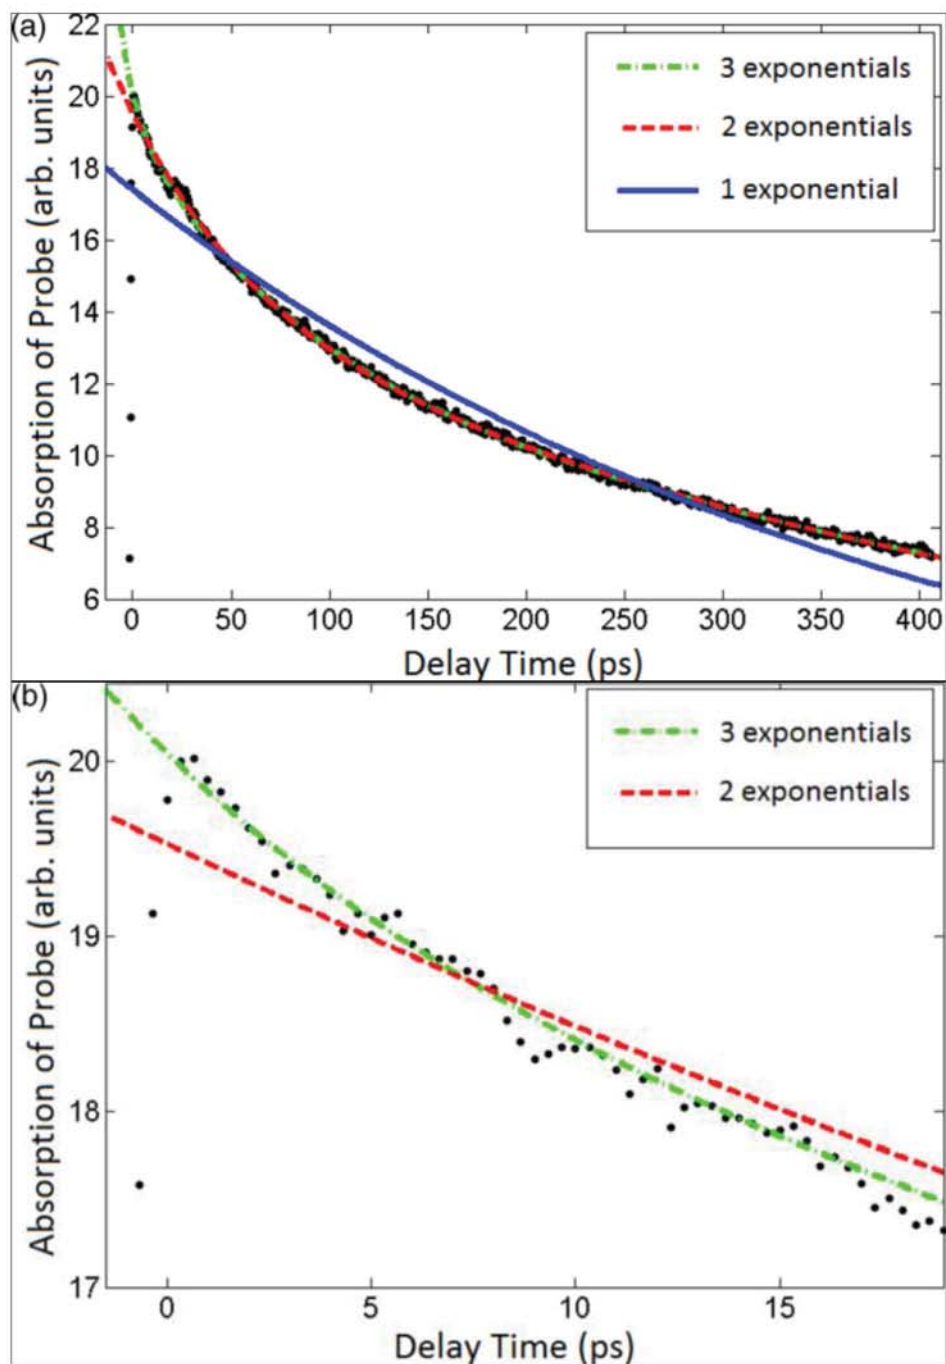 (a)
22
20
18
16
14
12
10
8
6
Absorption of Probe (arb. units)
3 exponentials
2 exponentials
1 exponential
0 50 100 150 200 250 300 350 400
Delay Time (ps)
(b)
20
19
18
17
Absorption of Probe (arb. units)
3 exponentials
2 exponentials
0 5 10 15
Delay Time (ps)